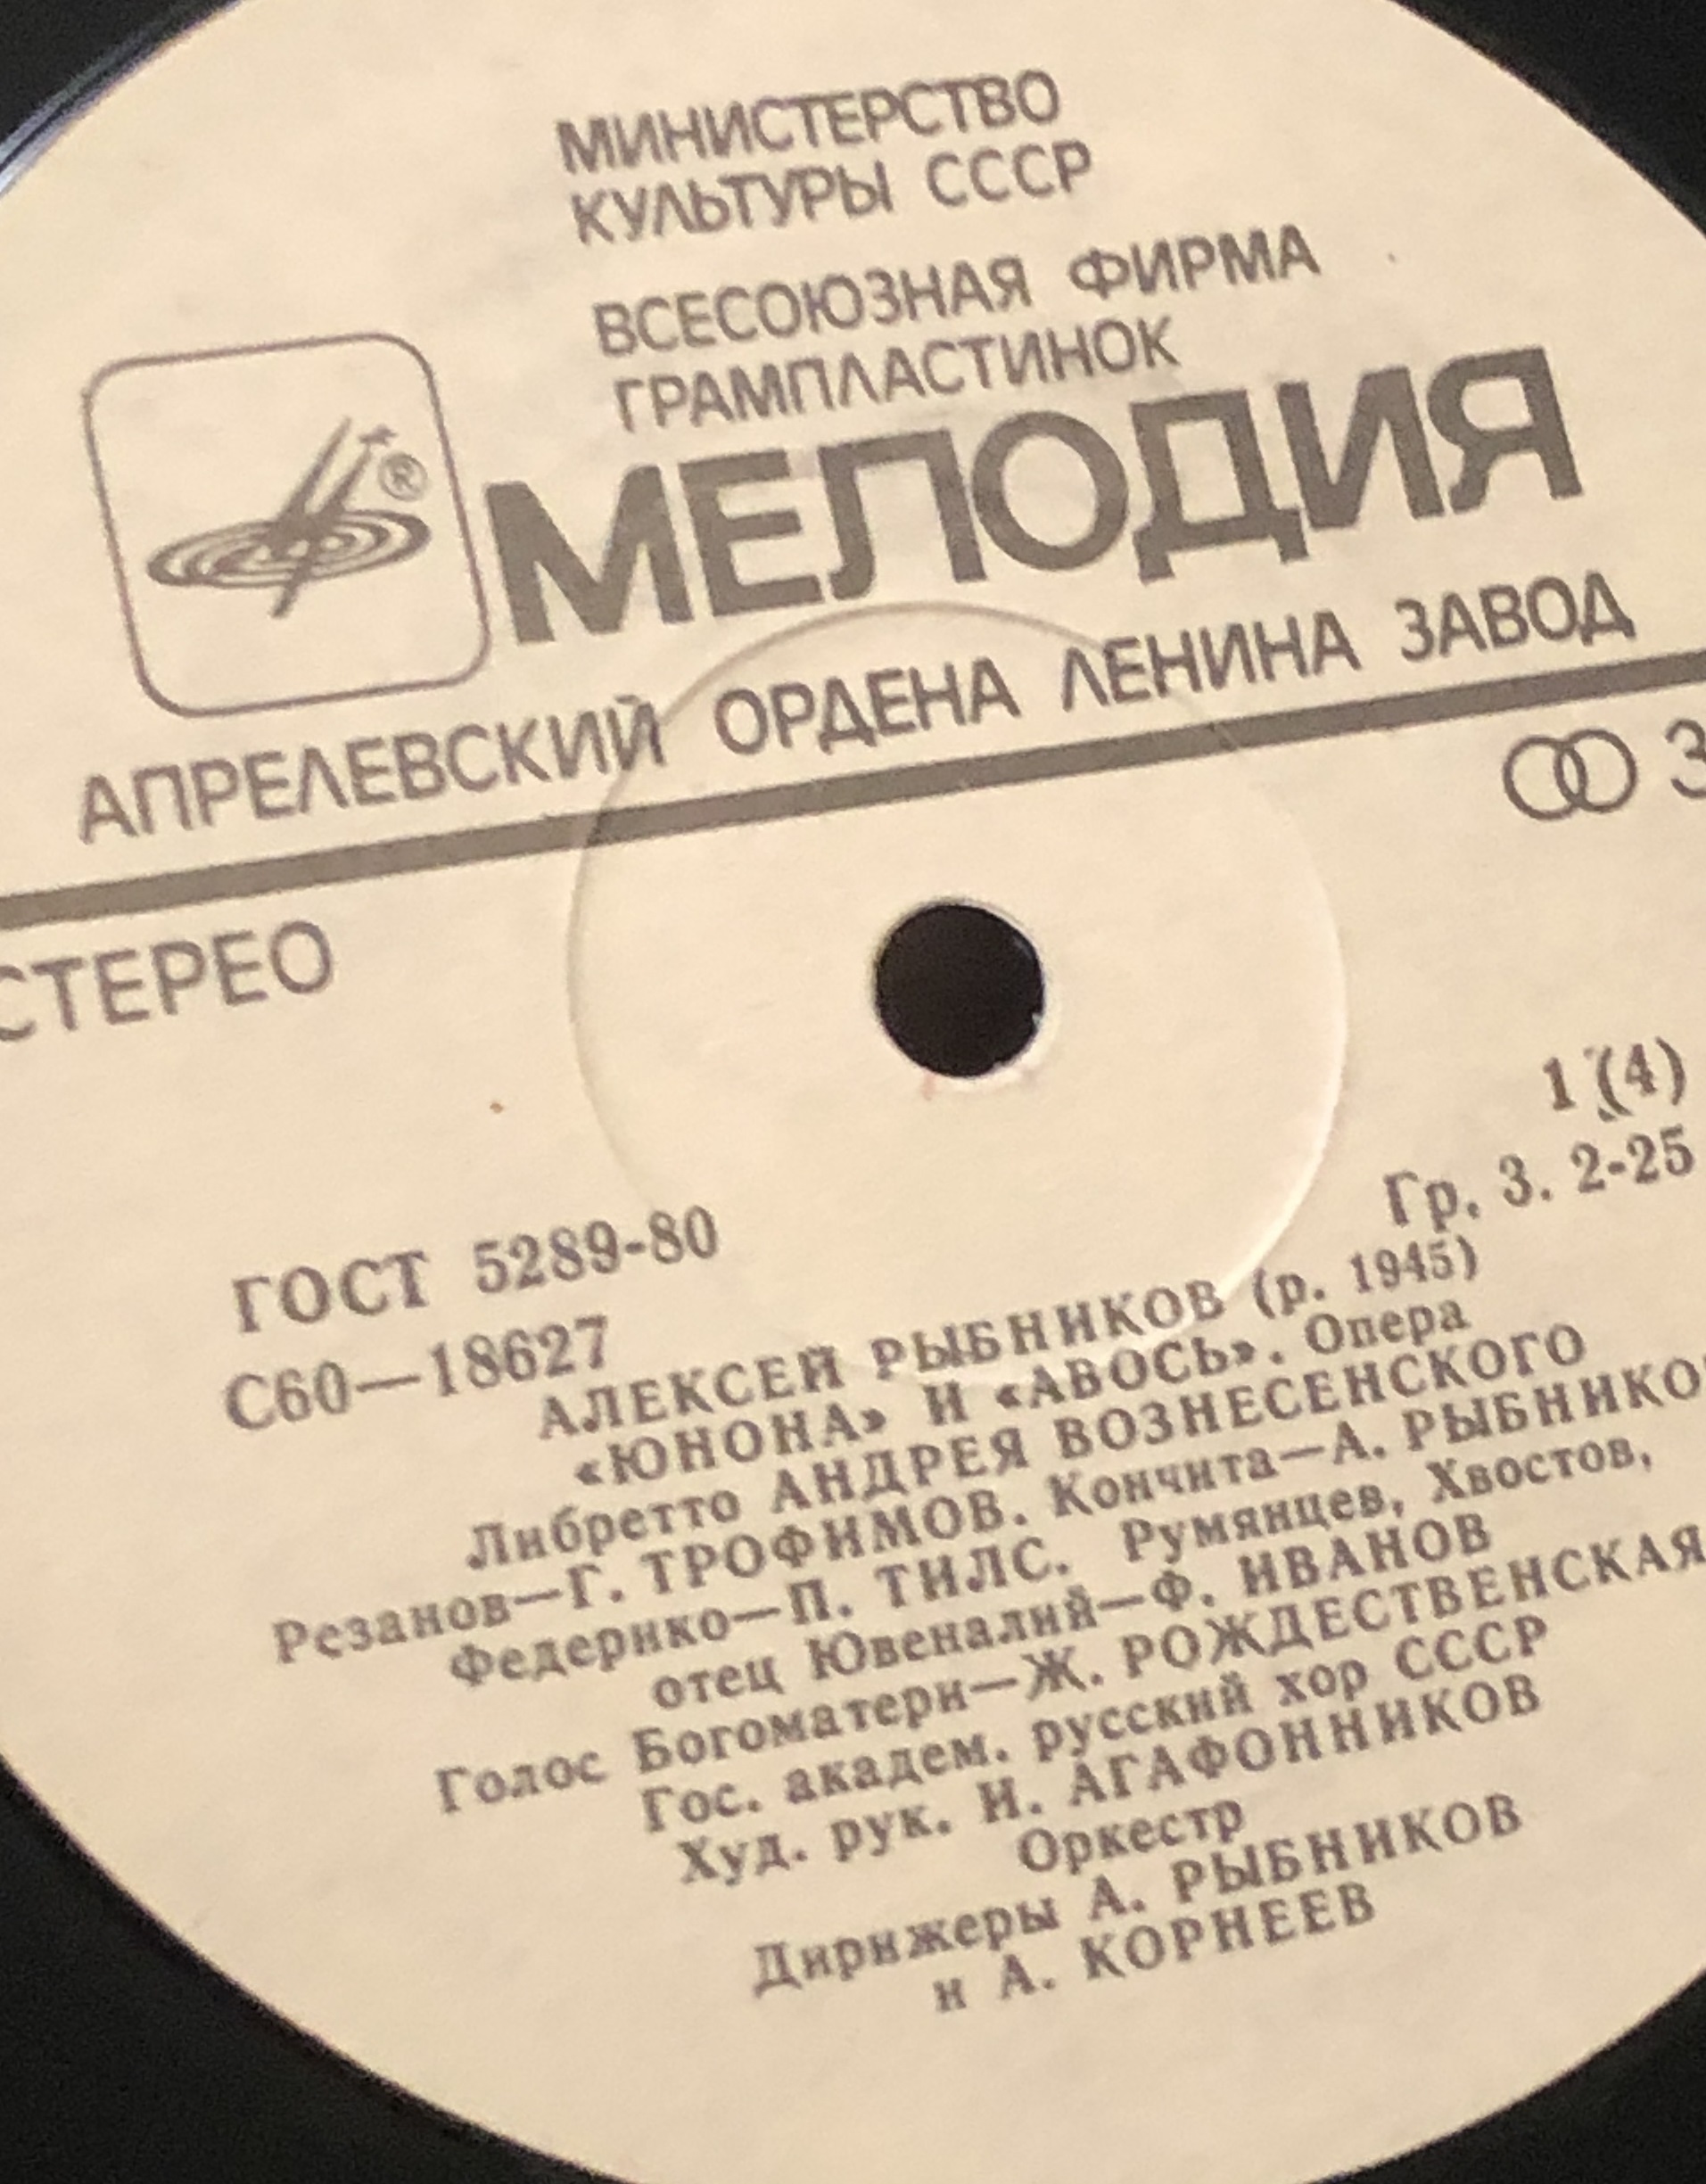 МИНИСТЕРСТВО
КУЛЬТУРЫ СССР
ВСЕСОЮЗНАЯ ФИРМА
ГРАМПЛАСТИНОК
®
МЕЛОДИЯ
АПРЕЛЕВСКИЙ ОРДЕНА ЛЕНИНА ЗАВОД
3
СТЕРЕО
1 (4)
ГОСТ 5289-80
Гр. 3. 2-25
С60—18627
АЛЕКСЕЙ РЫБНИКОВ (р. 1945)
«ЮНОНА» И «АВОСЬ». Опера
Либретто АНДРЕЯ ВОЗНЕСЕНСКОГО
Резанов—Г. ТРОФИМОВ. Кончита—А. РЫБНИКО
Федерико—П. ТИЛС. Румянцев, Хвостов,
отец Ювеналий—Ф. ИВАНОВ
Голос Богоматери—Ж. РОЖДЕСТВЕНСКАЯ
Гос. академ. русский хор СССР
Худ. рук. И. АГАФОННИКОВ
Оркестр
Дирижеры А. РЫБНИКОВ
и А. КОРНЕЕВ